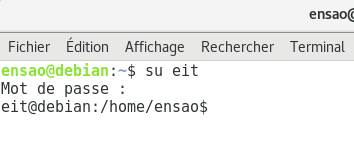 ensao@
Fichier Édition Affichage Rechercher Terminal
ensao@debian:~$ su eit
Mot de passe :
eit@debian:/home/ensao$